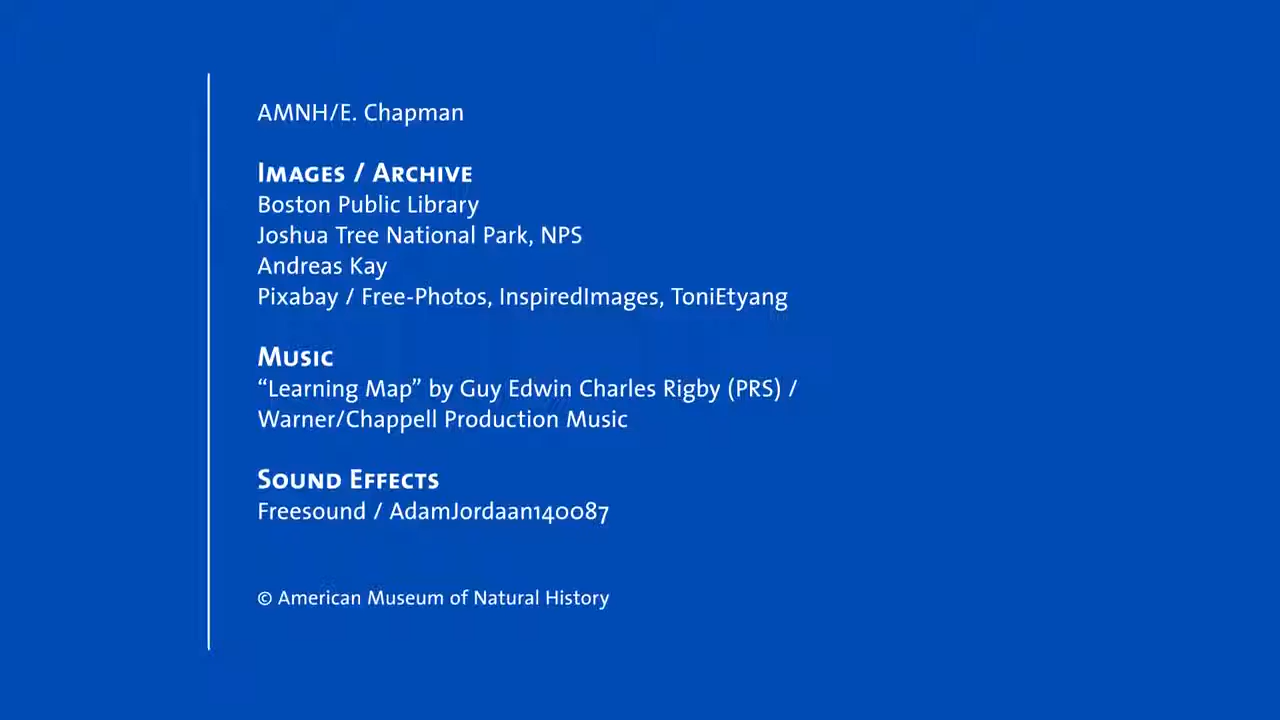 AMNH/E. Chapman
Images / Archive
Boston Public Library
Joshua Tree National Park, NPS
Andreas Kay
Pixabay / Free-Photos, InspiredImages, ToniEtyang
Music
“Learning Map” by Guy Edwin Charles Rigby (PRS) /
Warner/Chappell Production Music
Sound Effects
Freesound / AdamJordaan140087
© American Museum of Natural History